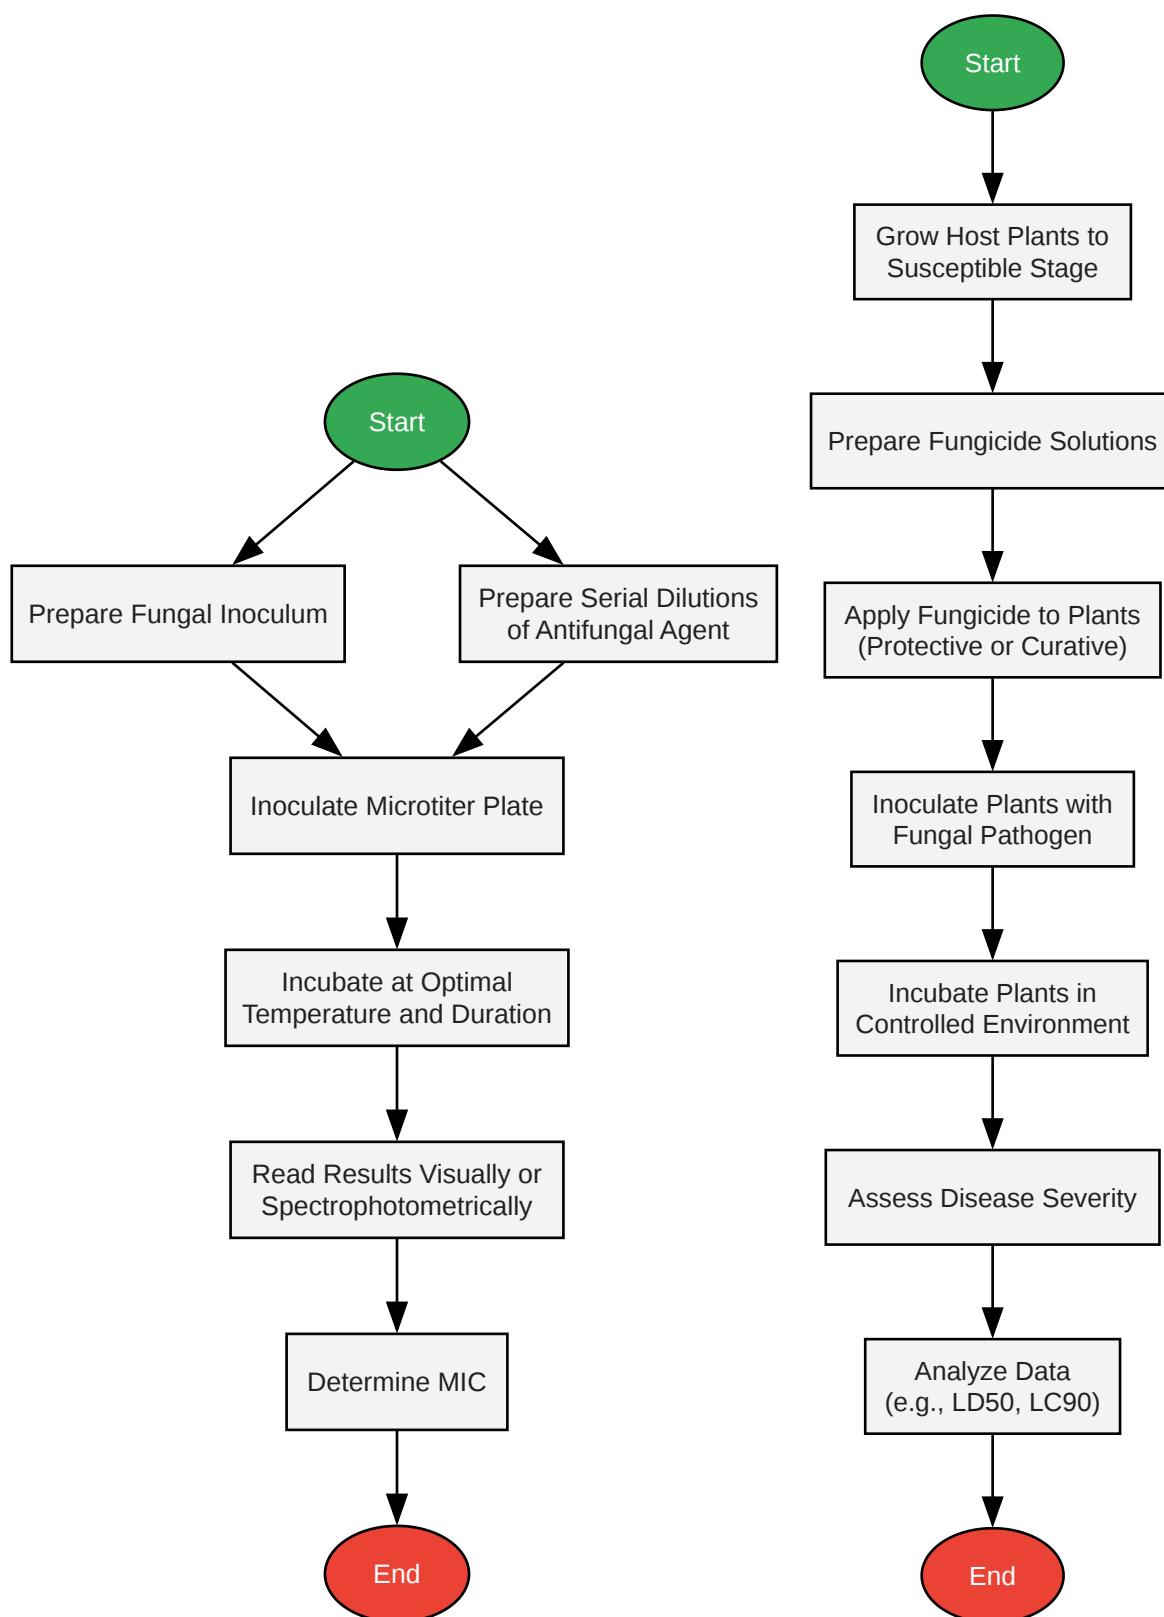 Start
Prepare Fungal Inoculum
Prepare Serial Dilutions
of Antifungal Agent
Inoculate Microtiter Plate
Incubate at Optimal
Temperature and Duration
Read Results Visually or
Spectrophotometrically
Determine MIC
End
Start
Grow Host Plants to
Susceptible Stage
Prepare Fungicide Solutions
Apply Fungicide to Plants
(Protective or Curative)
Inoculate Plants with
Fungal Pathogen
Incubate Plants in
Controlled Environment
Assess Disease Severity
Analyze Data
(e.g., LD50, LC90)
End